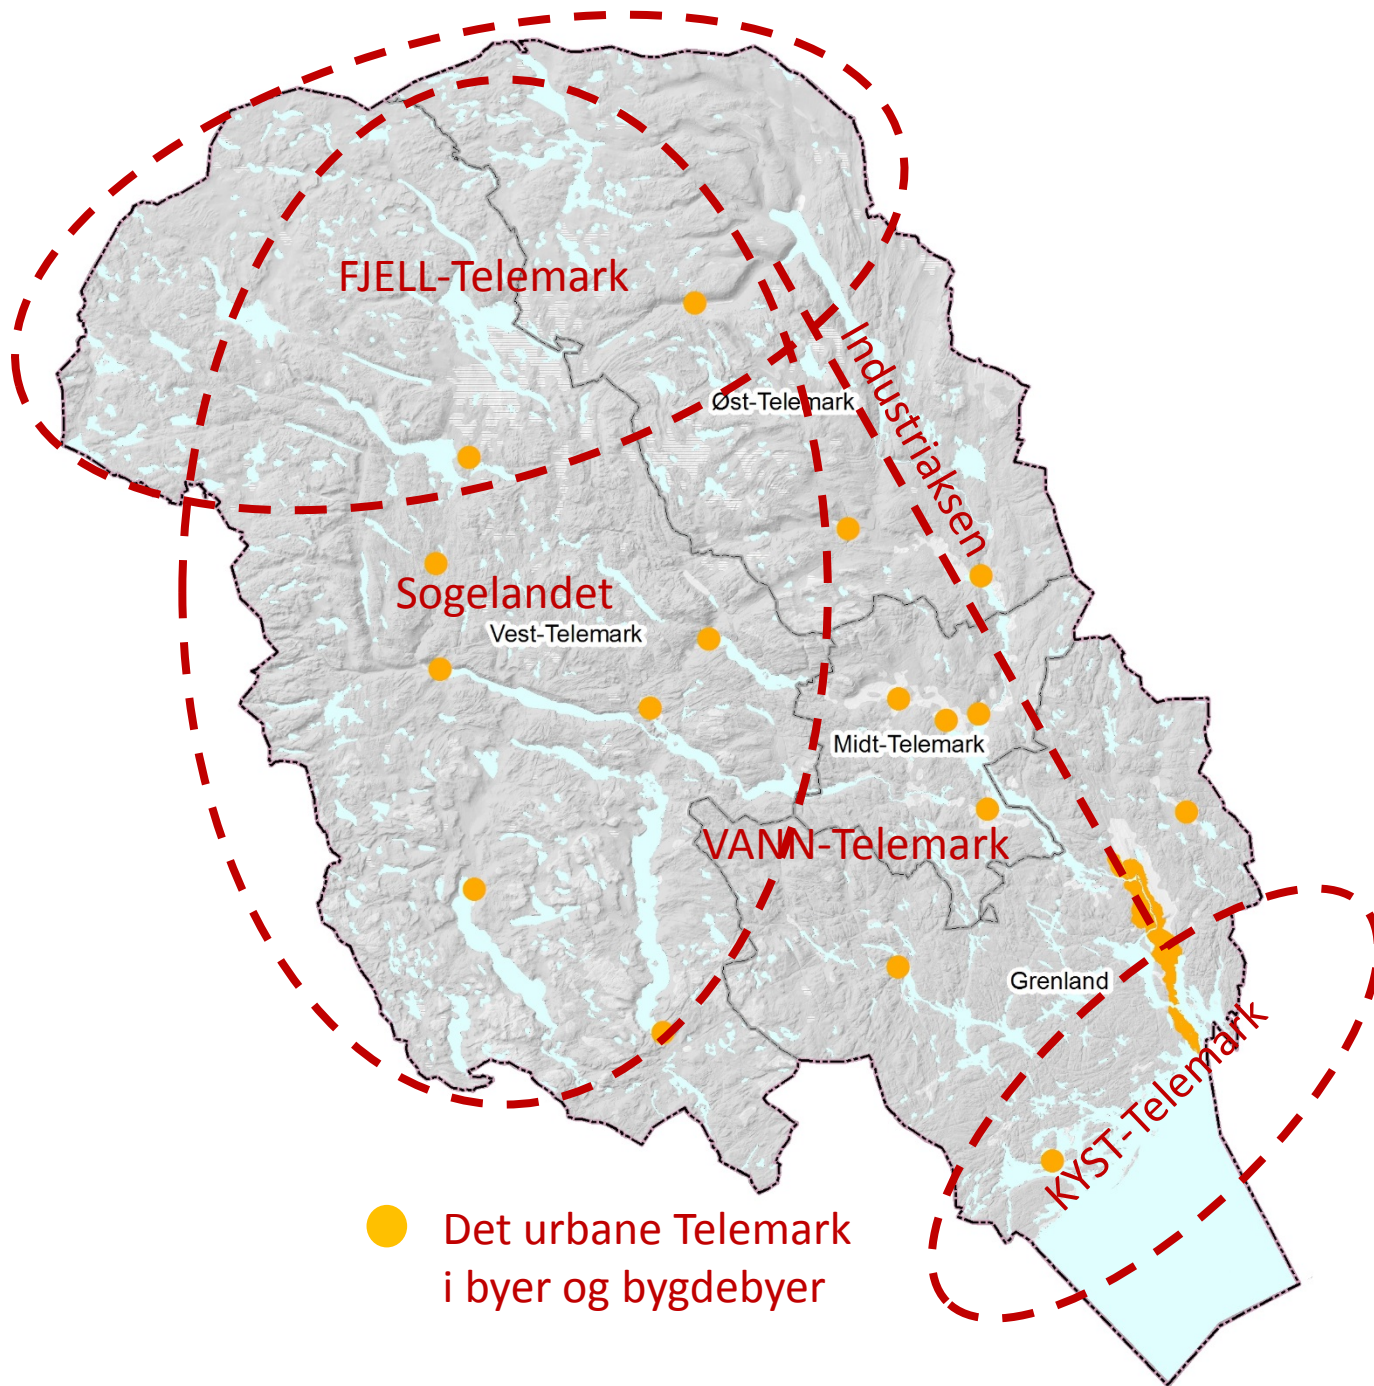 FJELL-Telemark
Industriaksen
Øst-Telemark
Sogelandet
Vest-Telemark
Midt-Telemark
VANN-Telemark
Grenland
KYST-Telemark
Det urbane Telemark
i byer og bygdebyer